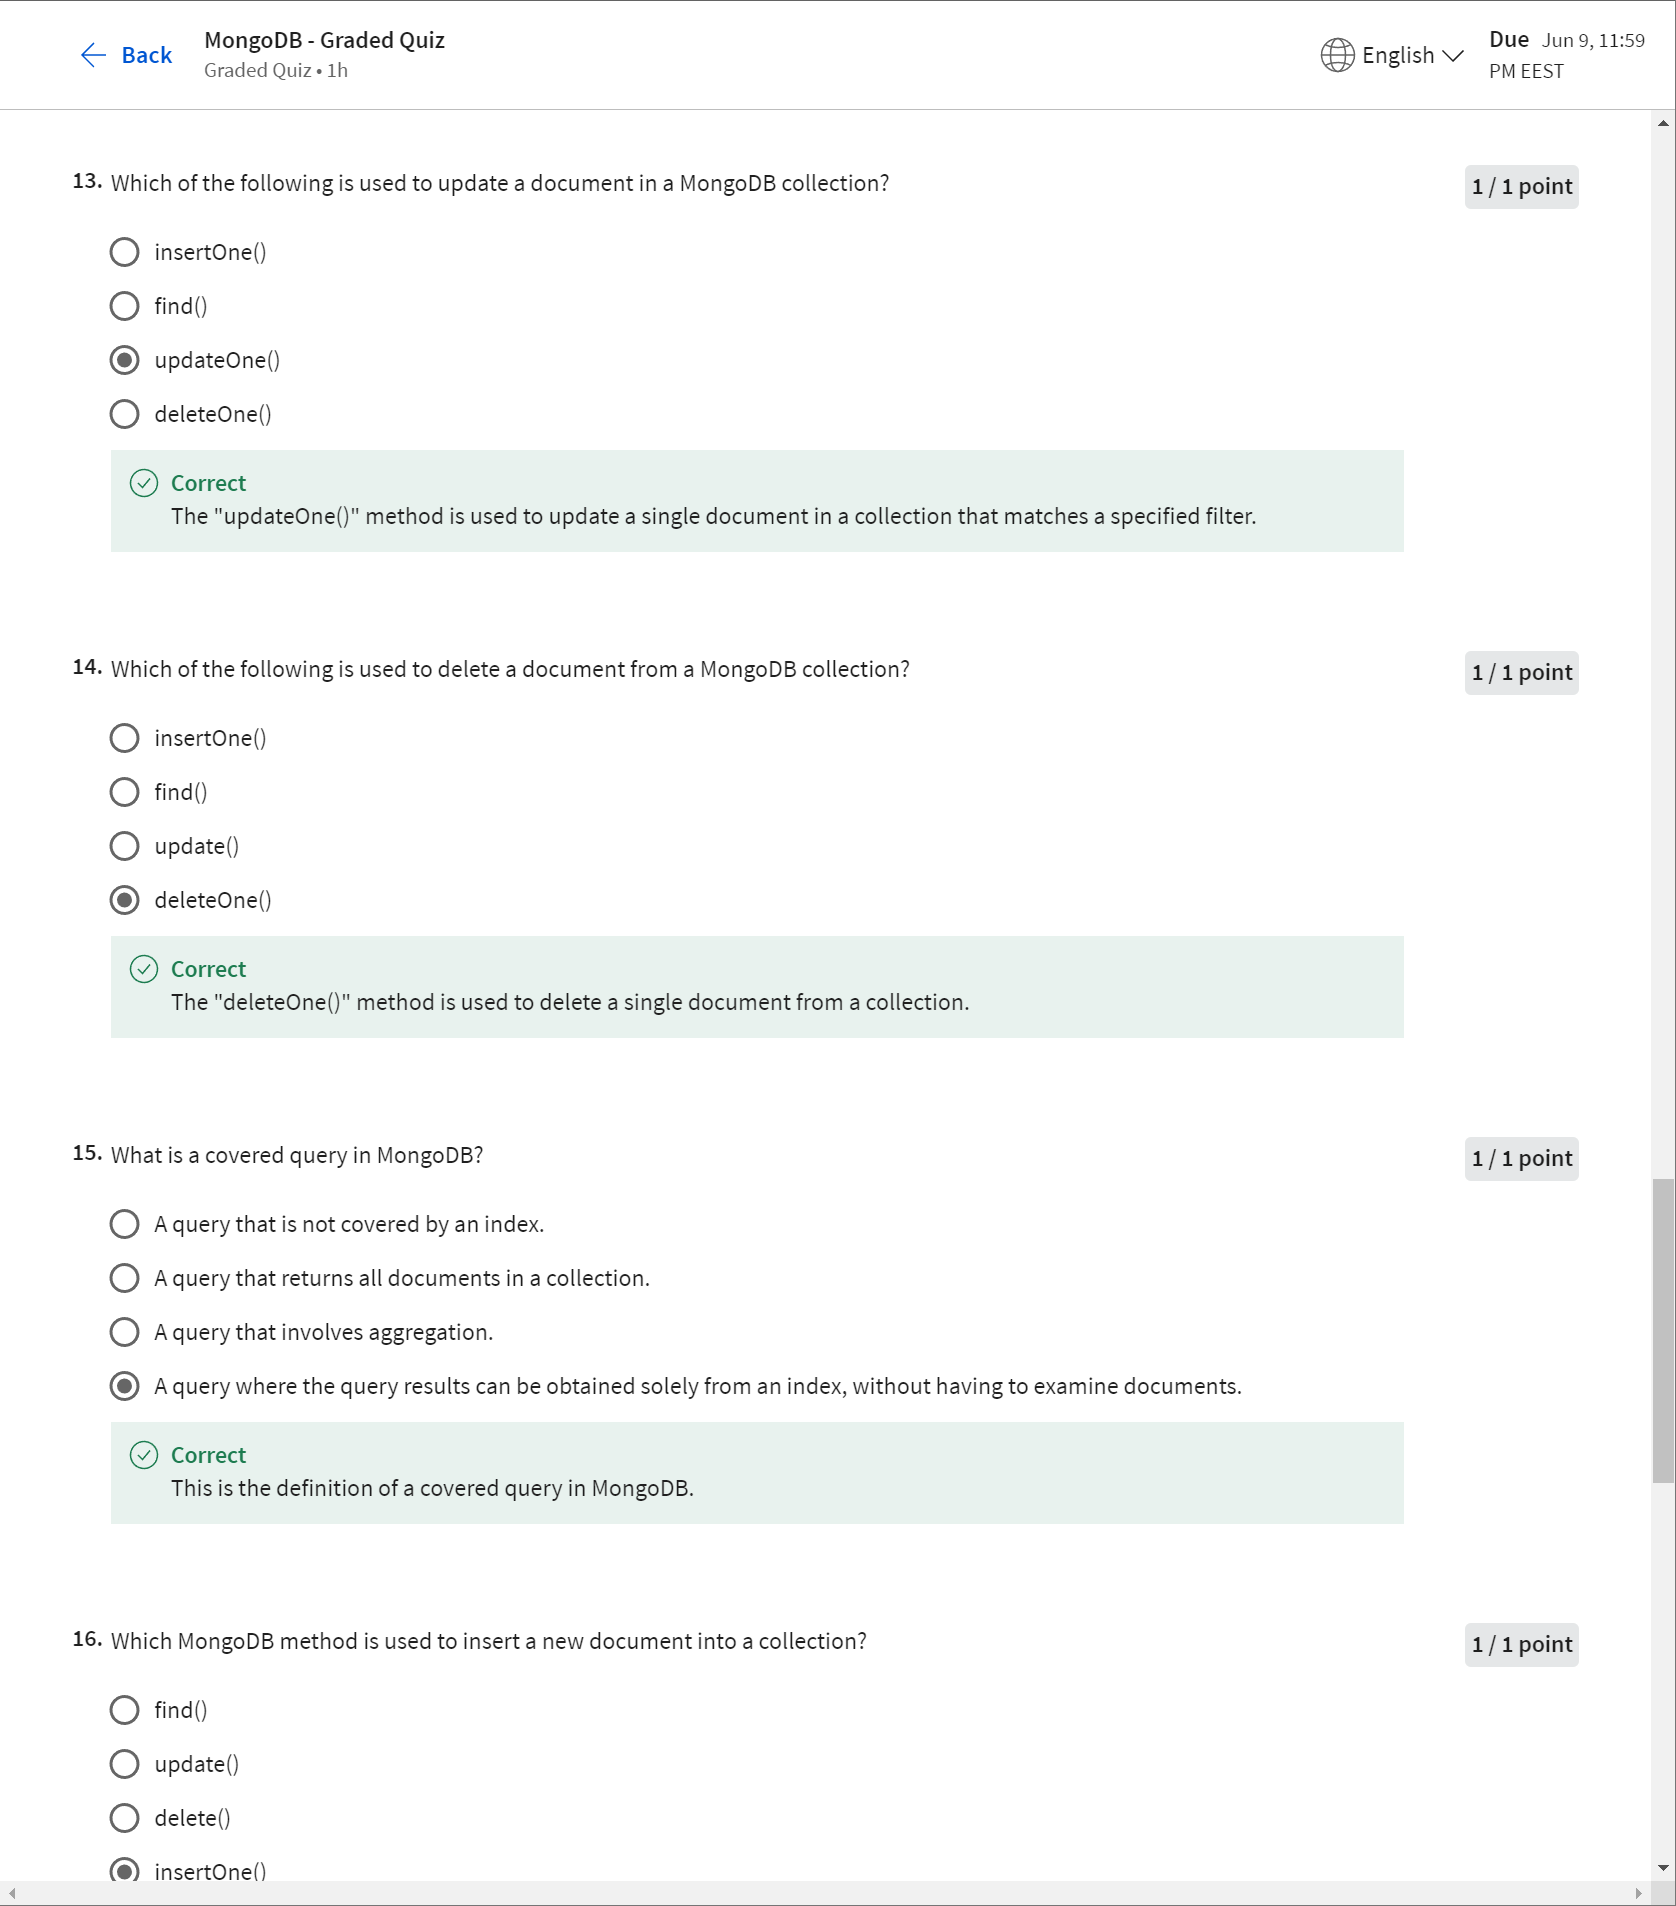 Back
MongoDB - Graded Quiz
Graded Quiz • 1h
English
Due Jun 9, 11:59
PM EEST
13. Which of the following is used to update a document in a MongoDB collection?
1 / 1 point
insertOne()
find()
updateOne()
deleteOne()
Correct
The "updateOne()" method is used to update a single document in a collection that matches a specified filter.
14. Which of the following is used to delete a document from a MongoDB collection?
1 / 1 point
insertOne()
find()
update()
deleteOne()
Correct
The "deleteOne()" method is used to delete a single document from a collection.
15. What is a covered query in MongoDB?
1 / 1 point
A query that is not covered by an index.
A query that returns all documents in a collection.
A query that involves aggregation.
A query where the query results can be obtained solely from an index, without having to examine documents.
Correct
This is the definition of a covered query in MongoDB.
16. Which MongoDB method is used to insert a new document into a collection?
1 / 1 point
find()
update()
delete()
insertOne()